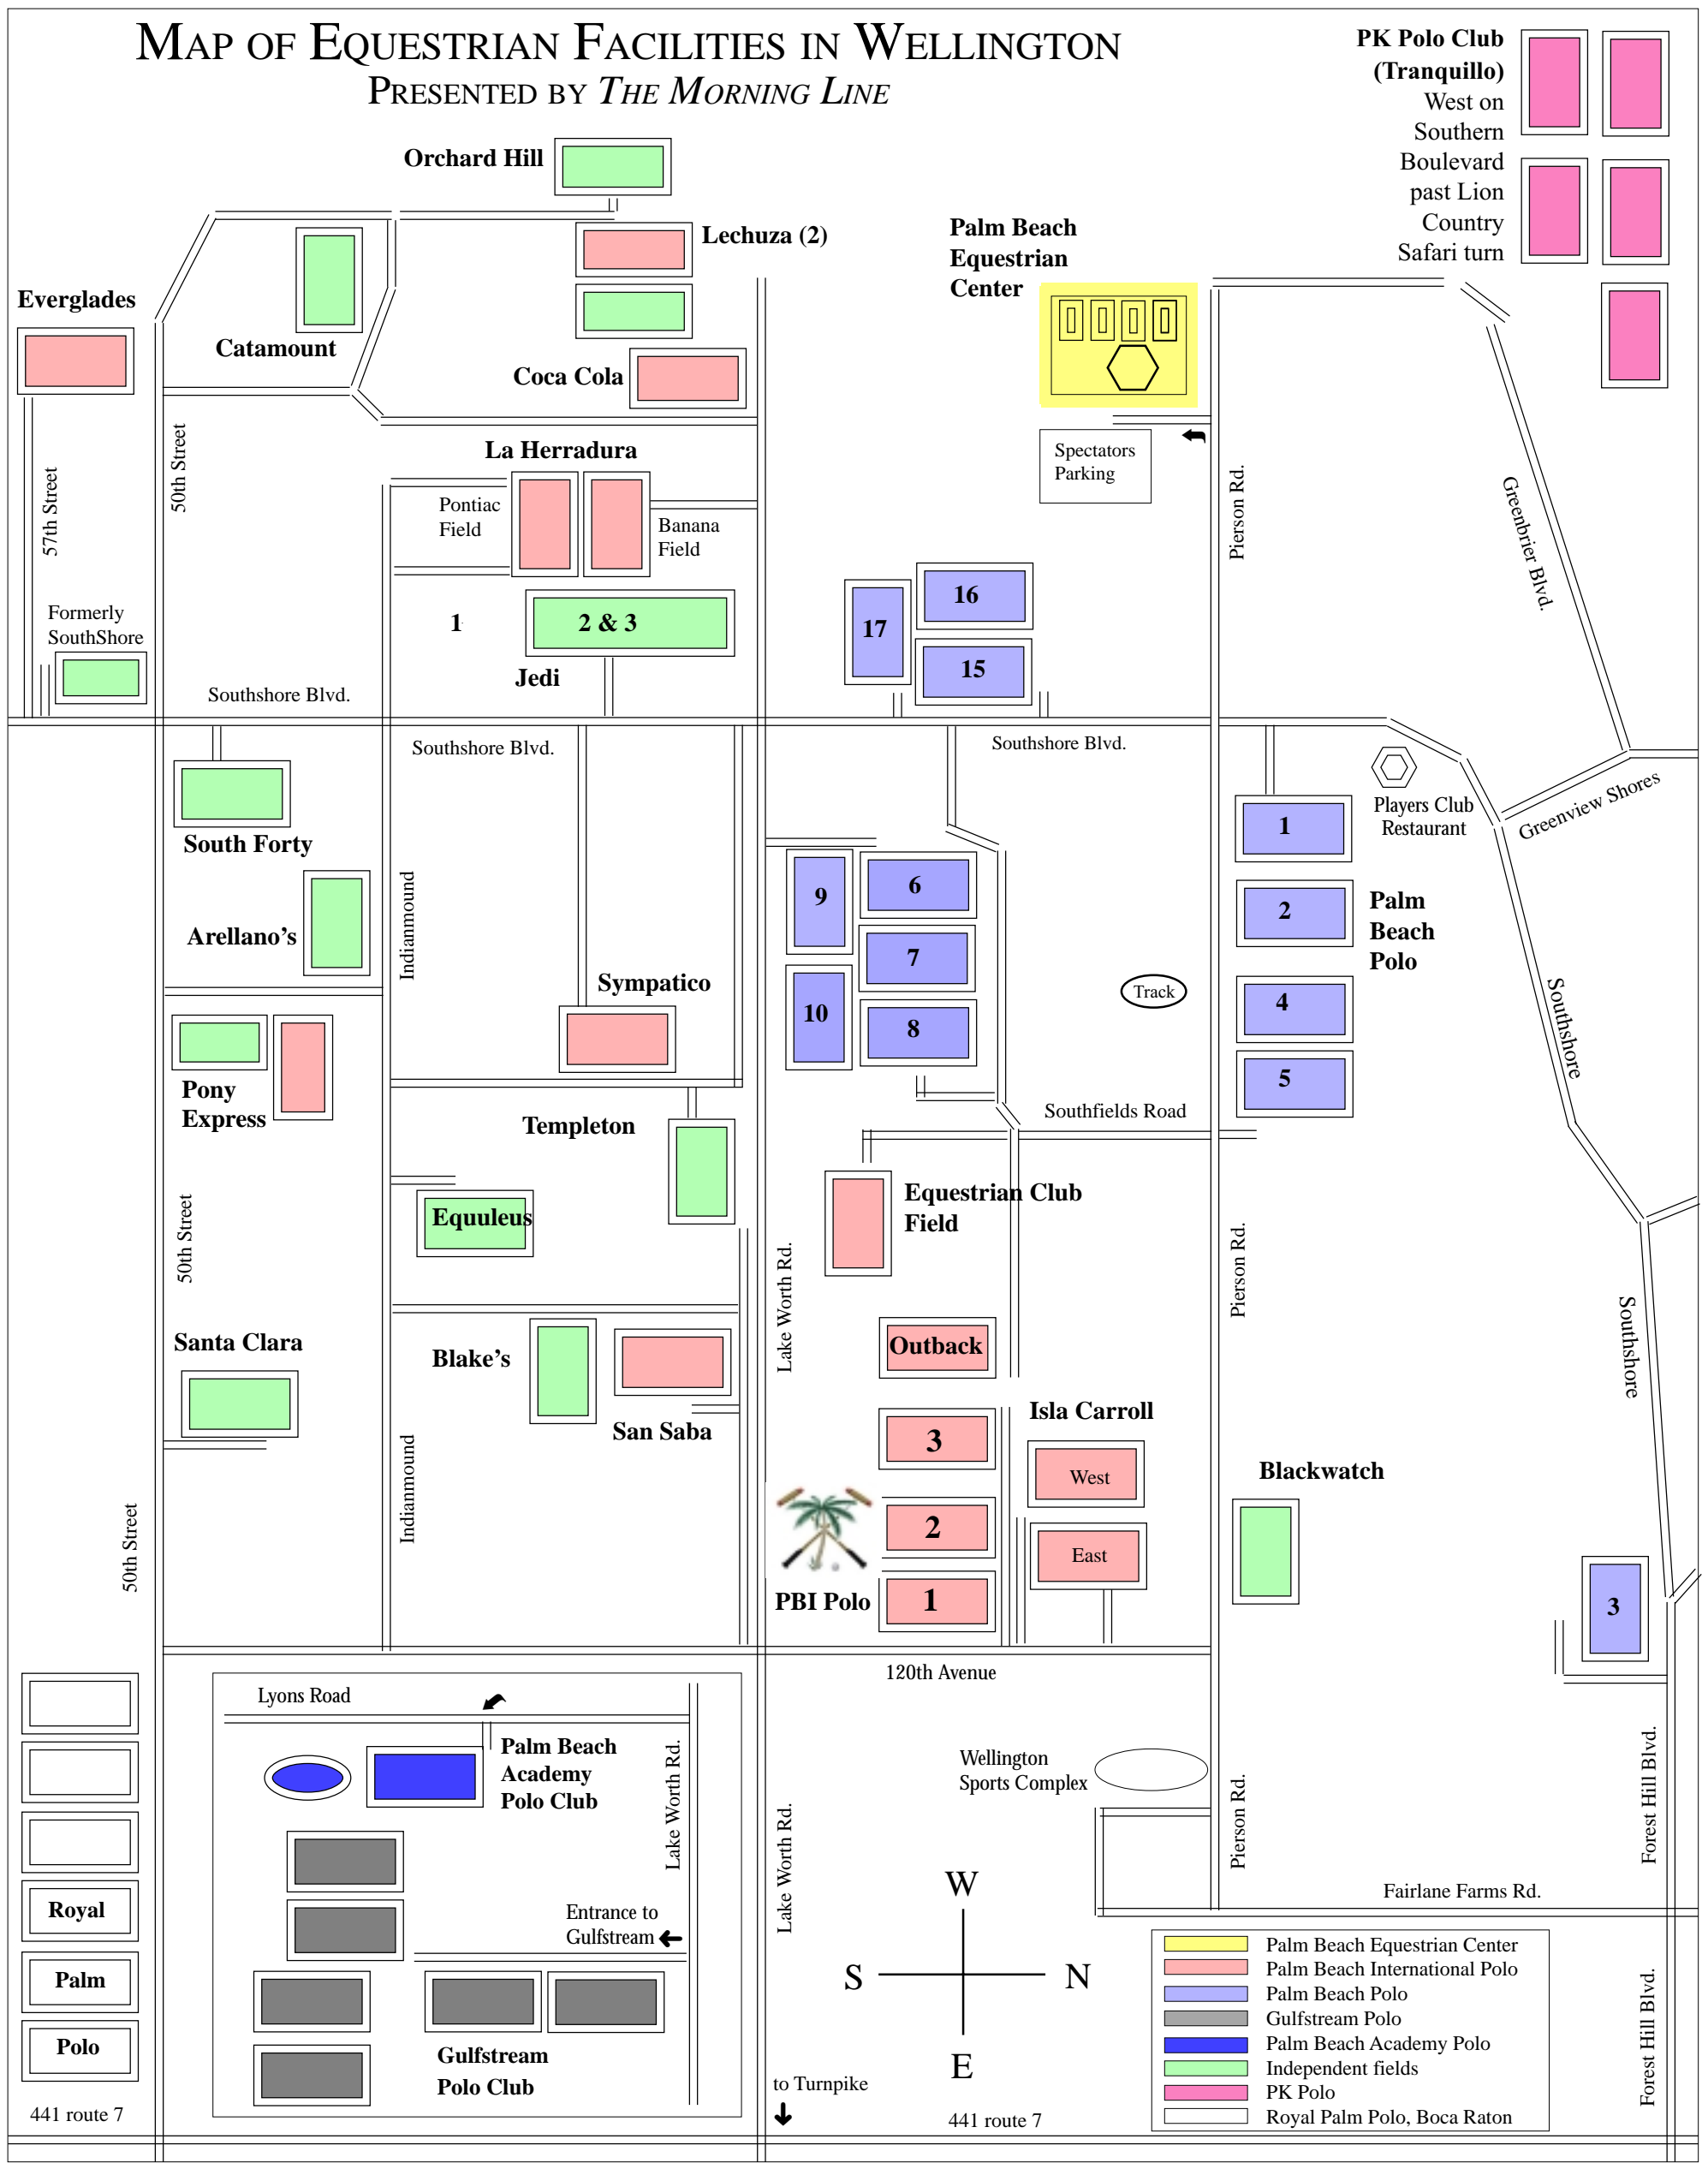 MAP OF EQUESTRIAN FACILITIES IN WELLINGTON
PRESENTED BY THE MORNING LINE
PK Polo Club
(Tranquillo)
West on
Southern
Boulevard
past Lion
Country
Safari turn
Orchard Hill
Lechuza (2)
Palm Beach
Equestrian
Center
Everglades
Catamount
Coca Cola
Spectators
Parking
La Herradura
Pontiac
Field
Banana
Field
57th Street
50th Street
Pierson Rd.
Greenbrier Blvd.
Formerly
SouthShore
1
2 & 3
Jedi
16
17
15
Southshore Blvd.
Southshore Blvd.
Southshore Blvd.
Players Club
Restaurant
Greenview Shores
South Forty
Arellano's
Indianmound
9
6
7
10
8
1
2
4
5
Palm
Beach
Polo
Track
Southshore
Sympatico
Pony
Express
Templeton
Southfields Road
Equuleus
Equestrian Club
Field
50th Street
Lake Worth Rd.
Pierson Rd.
Southshore
Santa Clara
Blake's
San Saba
Outback
Isla Carroll
3
West
2
East
1
PBI Polo
Blackwatch
3
50th Street
Indianmound
120th Avenue
Lyons Road
Palm Beach
Academy
Polo Club
Lake Worth Rd.
Wellington
Sports Complex
Lake Worth Rd.
Pierson Rd.
Forest Hill Blvd.
Entrance to
Gulfstream
Gulfstream
Polo Club
Royal
Palm
Polo
W
S
N
E
Fairlane Farms Rd.
Palm Beach Equestrian Center
Palm Beach International Polo
Palm Beach Polo
Gulfstream Polo
Palm Beach Academy Polo
Independent fields
PK Polo
Royal Palm Polo, Boca Raton
Forest Hill Blvd.
to Turnpike
441 route 7
441 route 7